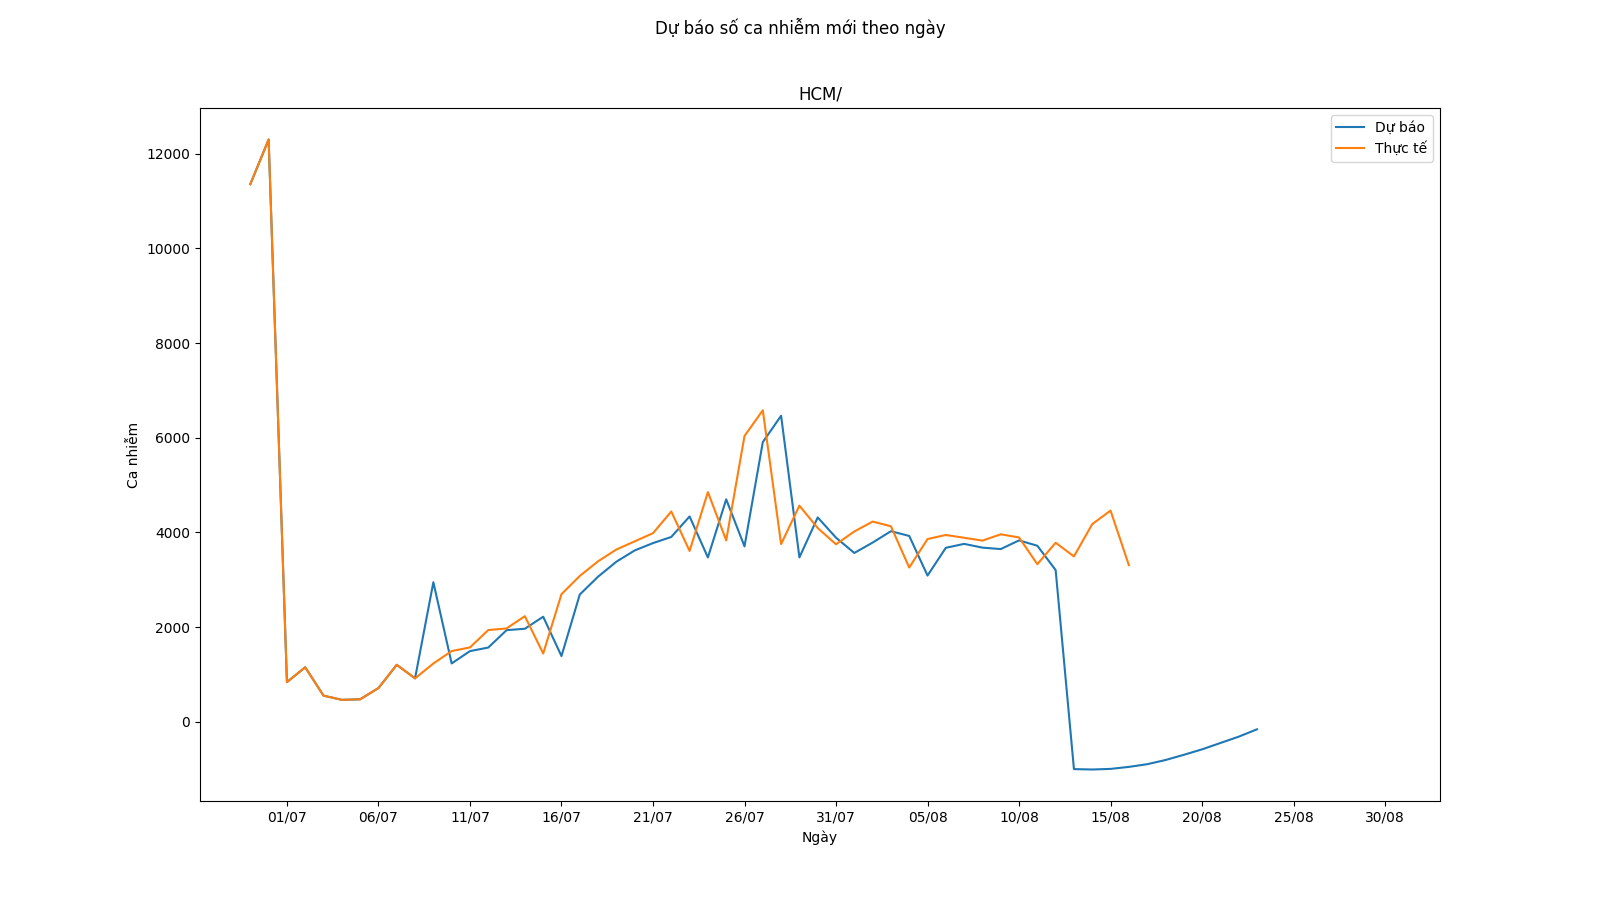 Dự báo số ca nhiễm mới theo ngày
HCM/
Dự báo
Thực tế
12000
10000
8000
6000
4000
2000
0
Ca nhiễm
01/07 06/07 11/07 16/07 21/07 26/07 31/07 05/08 10/08 15/08 20/08 25/08 30/08
Ngày